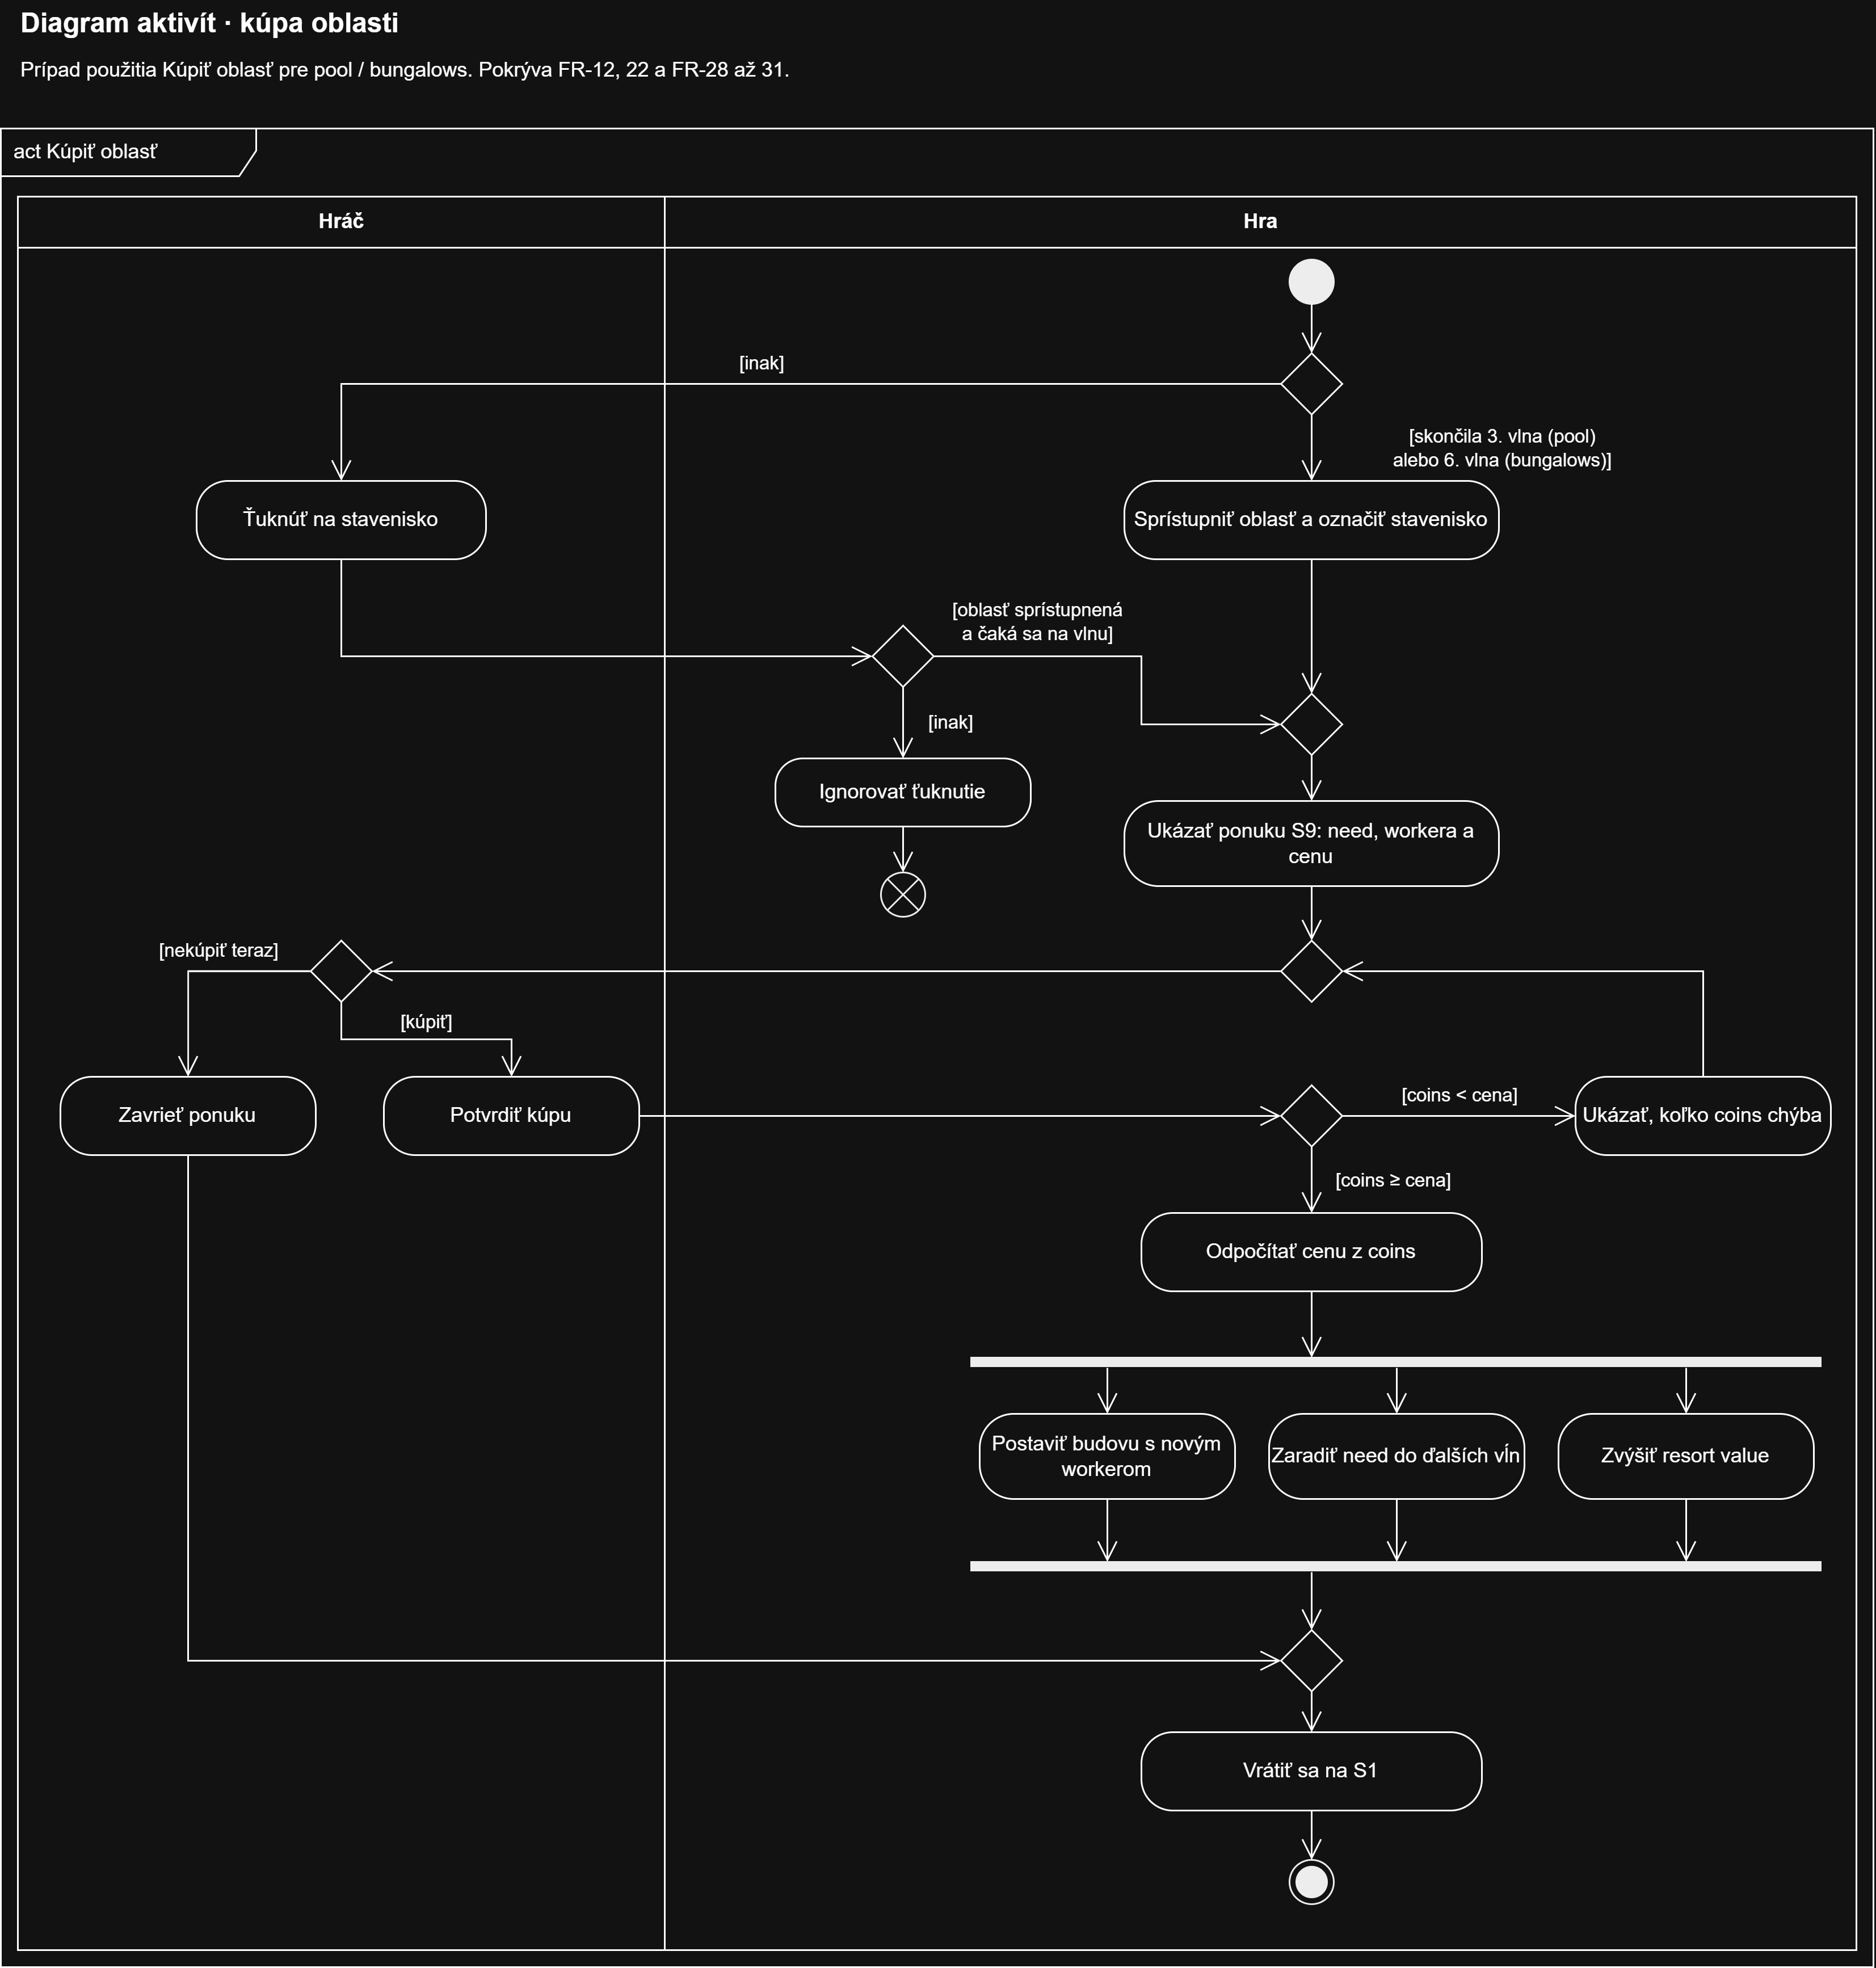 Diagram aktivít · kúpa oblasti
Prípad použitia Kúpiť oblasť pre pool / bungalows. Pokrýva FR-12, 22 a FR-28 až 31.
act Kúpiť oblasť
Hráč
Hra
[inak]
[skončila 3. vlna (pool)
alebo 6. vlna (bungalows)]
Ťuknúť na stavenisko
Sprístupniť oblasť a označiť stavenisko
[oblasť sprístupnená
a čaká sa na vlnu]
[inak]
Ignorovať ťuknutie
Ukázať ponuku S9: need, workera a
cenu
[nekúpiť teraz]
[kúpiť]
Zavrieť ponuku
Potvrdiť kúpu
[coins < cena]
Ukázať, koľko coins chýba
[coins ≥ cena]
Odpočítať cenu z coins
Postaviť budovu s novým
workerom
Zaradiť need do ďalších vĺn
Zvýšiť resort value
Vrátiť sa na S1